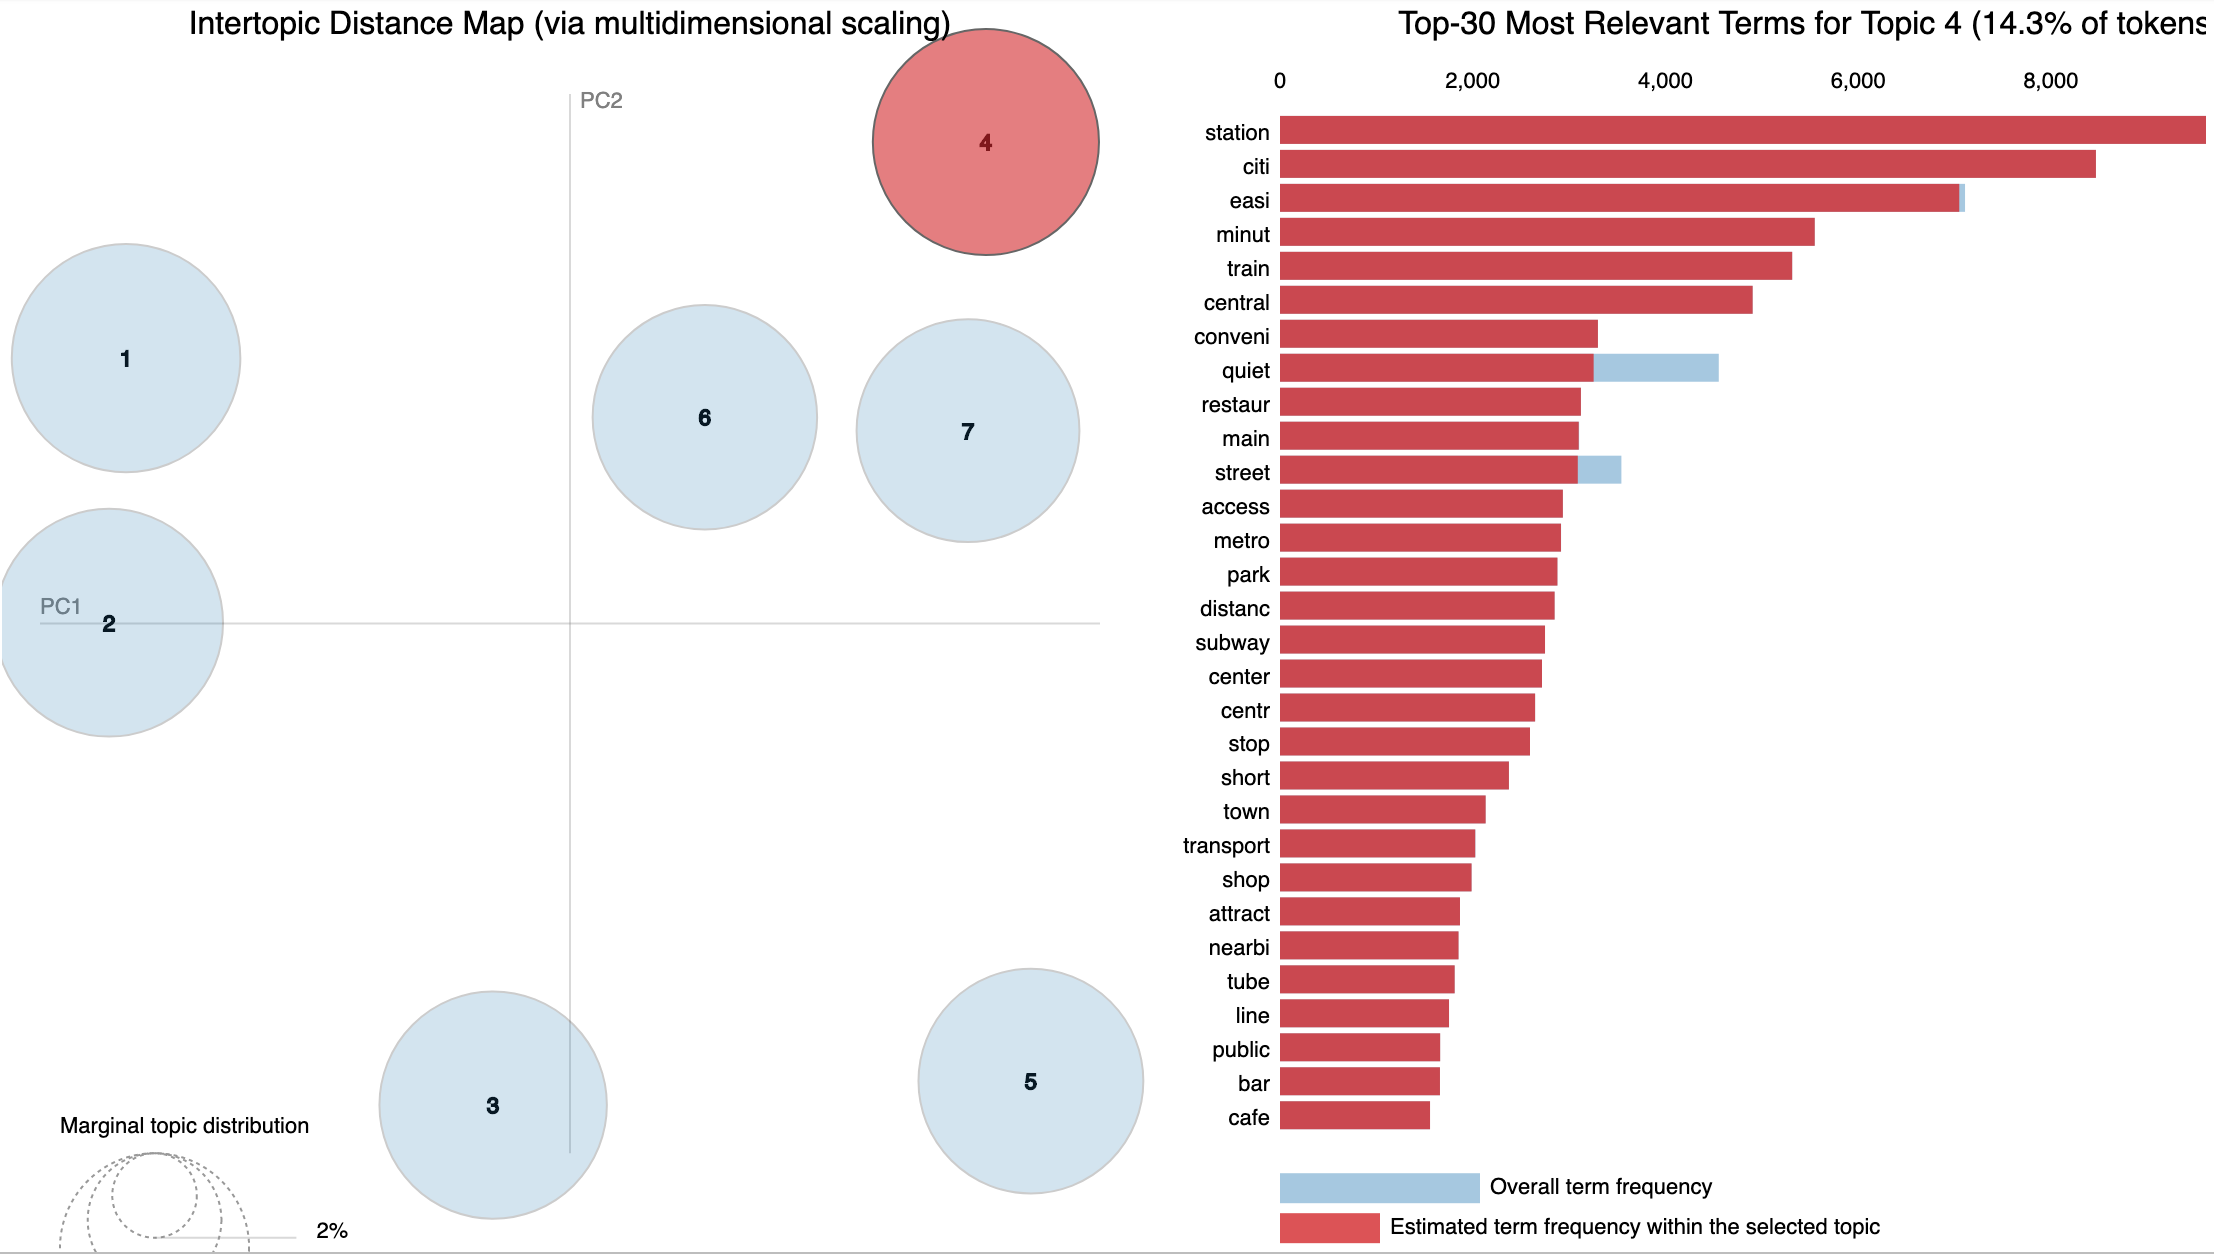 Intertopic Distance Map (via multidimensional scaling)
PC2
4
1
6
7
PC1
2
3
5
Marginal topic distribution
2%
Top-30 Most Relevant Terms for Topic 4 (14.3% of tokens
0 2,000 4,000 6,000 8,000
station
citi
easi
minut
train
central
conveni
quiet
restaur
main
street
access
metro
park
distanc
subway
center
centr
stop
short
town
transport
shop
attract
nearbi
tube
line
public
bar
cafe
Overall term frequency
Estimated term frequency within the selected topic